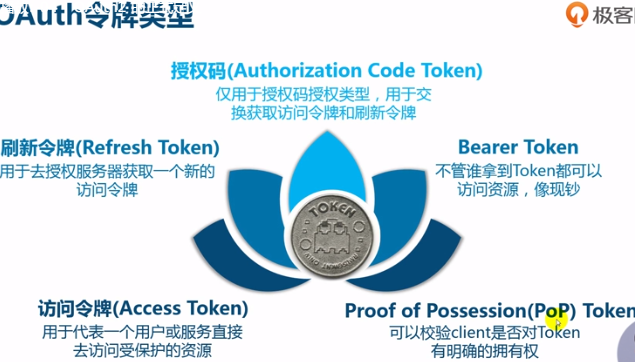 OAuth令牌类型
极客
授权码(Authorization Code Token)
仅用于授权码授权类型，用于交
换获取访问令牌和刷新令牌
刷新令牌(Refresh Token)
用于去授权服务器获取一个新的
访问令牌
Bearer Token
不管谁拿到Token都可以
访问资源，像现钞
TOKEN
访问令牌(Access Token)
用于代表一个用户或服务直接
去访问受保护的资源
Proof of Possession(PoP) Token
可以校验client是否对Token
有明确的拥有权